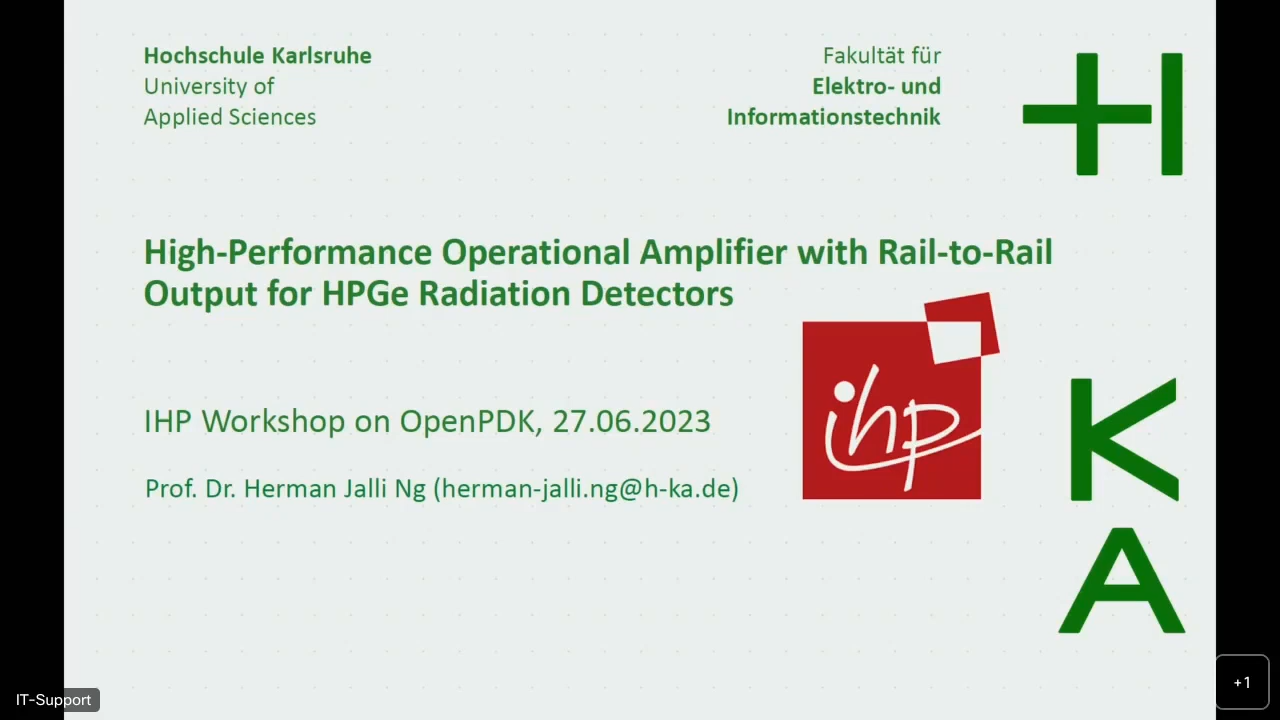 Hochschule Karlsruhe
University of
Applied Sciences
Fakultät für
Elektro- und
Informationstechnik
H
High-Performance Operational Amplifier with Rail-to-Rail
Output for HPGe Radiation Detectors
ihp
IHP Workshop on OpenPDK, 27.06.2023
K
Prof. Dr. Herman Jalli Ng (herman-jalli.ng@h-ka.de)
A
IT-Support
+1